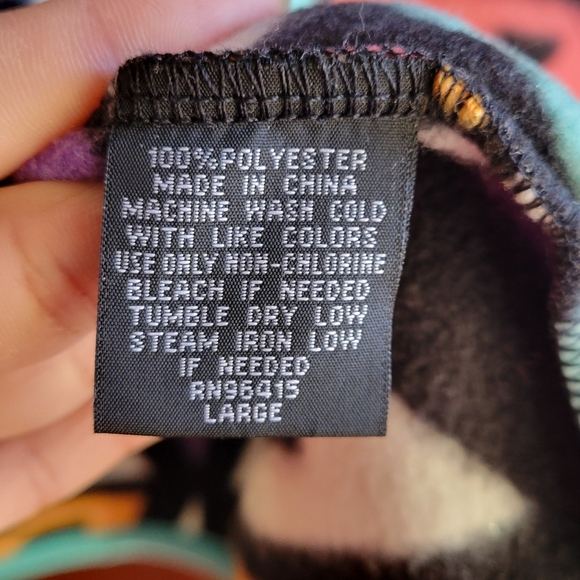 100%POLYESTER
MADE IN CHINA
MACHINE WASH COLD
WITH LIKE COLORS
USE ONLY NON-CHLORINE
BLEACH IF NEEDED
TUMBLE DRY LOW
STEAM IRON LOW
IF NEEDED
RN96415
LARGE